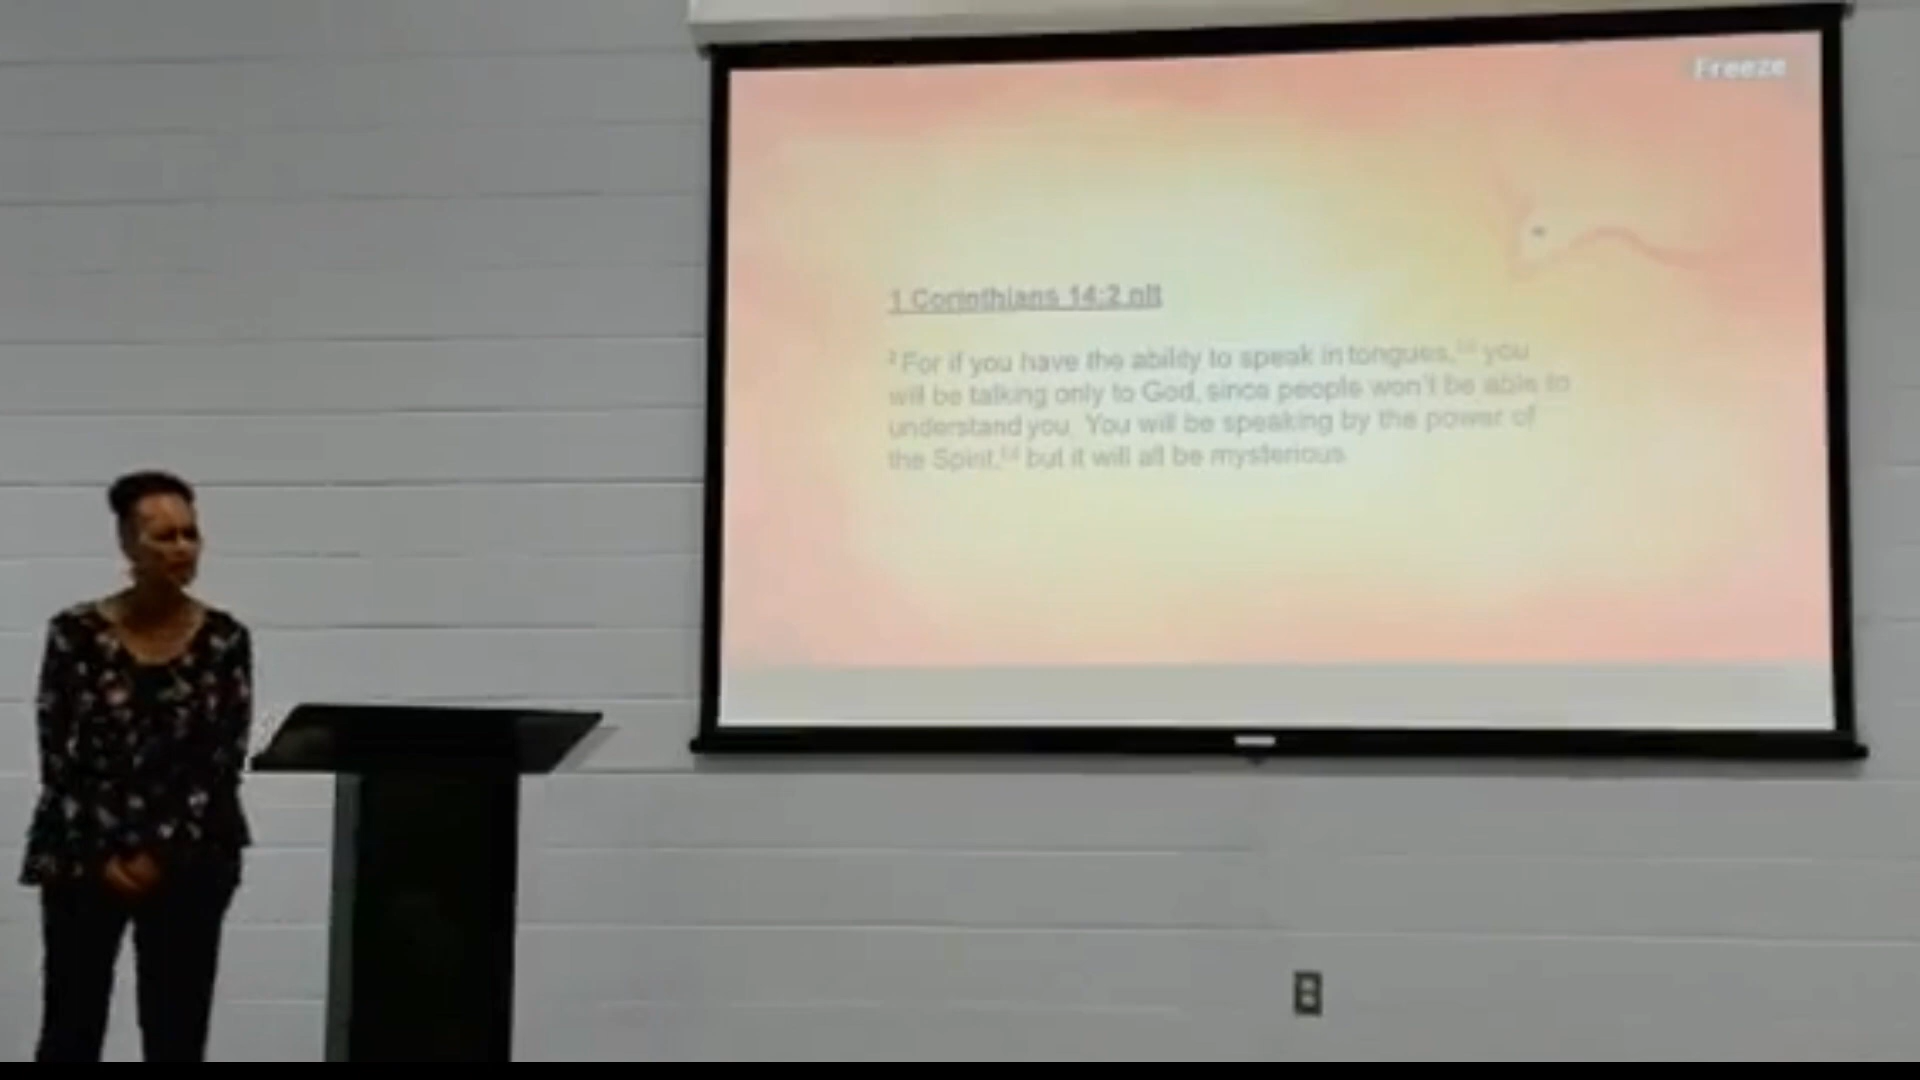 Freeze
1 Corinthians 14:2 nlt
2 For if you have the ability to speak in tongues, you
will be talking only to God, since people won't be able to
understand you. You will be speaking by the power of
the Spirit, but it will all be mysterious.